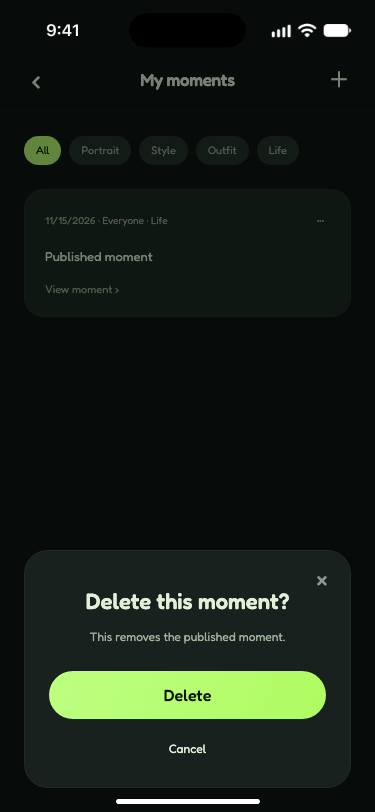 9:41
My moments
All
Portrait
Style
Outfit
Life
11/15/2026 · Everyone · Life
Published moment
View moment ›
Delete this moment?
This removes the published moment.
Delete
Cancel